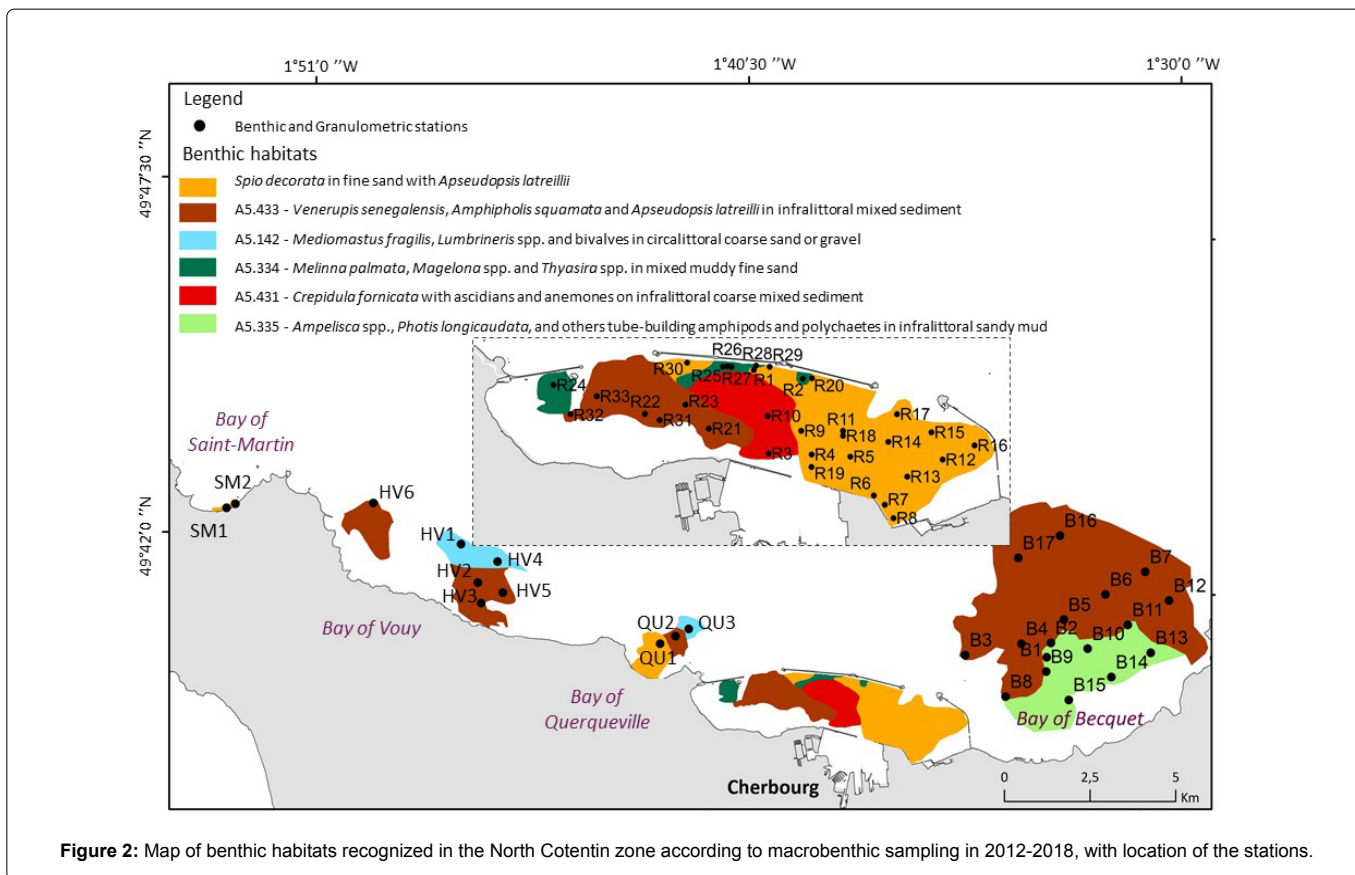 1°51’0 ’’W
1°40’30 ’’W
1°30’0 ’’W
49°47’30 ’’N
49°42’0 ’’N
Legend
Benthic and Granulometric stations
Benthic habitats
Spio decorata in fine sand with Apseudopsis latreillii
A5.433 - Venerupis senegalensis, Amphipholis squamata and Apseudopsis latreilli in infralittoral mixed sediment
A5.142 - Mediomastus fragilis, Lumbrineris spp. and bivalves in circalittoral coarse sand or gravel
A5.334 - Melinna palmata, Magelona spp. and Thyasira spp. in mixed muddy fine sand
A5.431 - Crepidula fornicata with ascidians and anemones on infralittoral coarse mixed sediment
A5.335 - Ampelisca spp., Photis longicaudata, and others tube-building amphipods and polychaetes in infralittoral sandy mud
R26
R28
R29
R30
R25
R27
R1
R2
R20
R24
R33
R22
R23
R32
R31
R21
R10
R3
R9
R11
R18
R17
R14
R15
R16
R4
R5
R12
R19
R13
R6
R7
R8
Bay of
Saint-Martin
SM2
SM1
HV6
HV1
HV4
HV2
HV3
HV5
Bay of Vouy
QU2
QU3
QU1
Bay of
Querqueville
Cherbourg
B16
B17
B7
B6
B12
B5
B11
B3
B4
B2
B10
B13
B1
B9
B14
B8
B15
Bay of Becquet
0
2,5
5
Km
Figure 2: Map of benthic habitats recognized in the North Cotentin zone according to macrobenthic sampling in 2012-2018, with location of the stations.